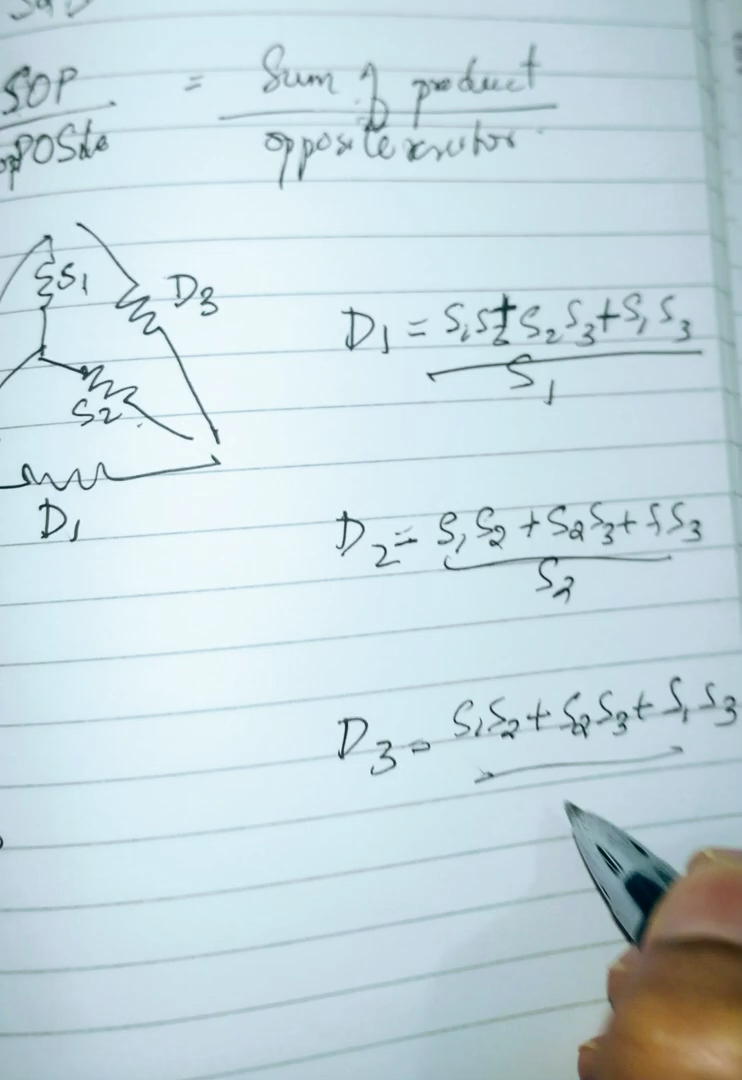 SOP = Sum of product
opposite
S1
D3
D1 = S1S2+S2S3+S1S3
S1
S2
D1
D2 = S1S2+S2S3+S1S3
S2
D3 = S1S2+S2S3+S1S3